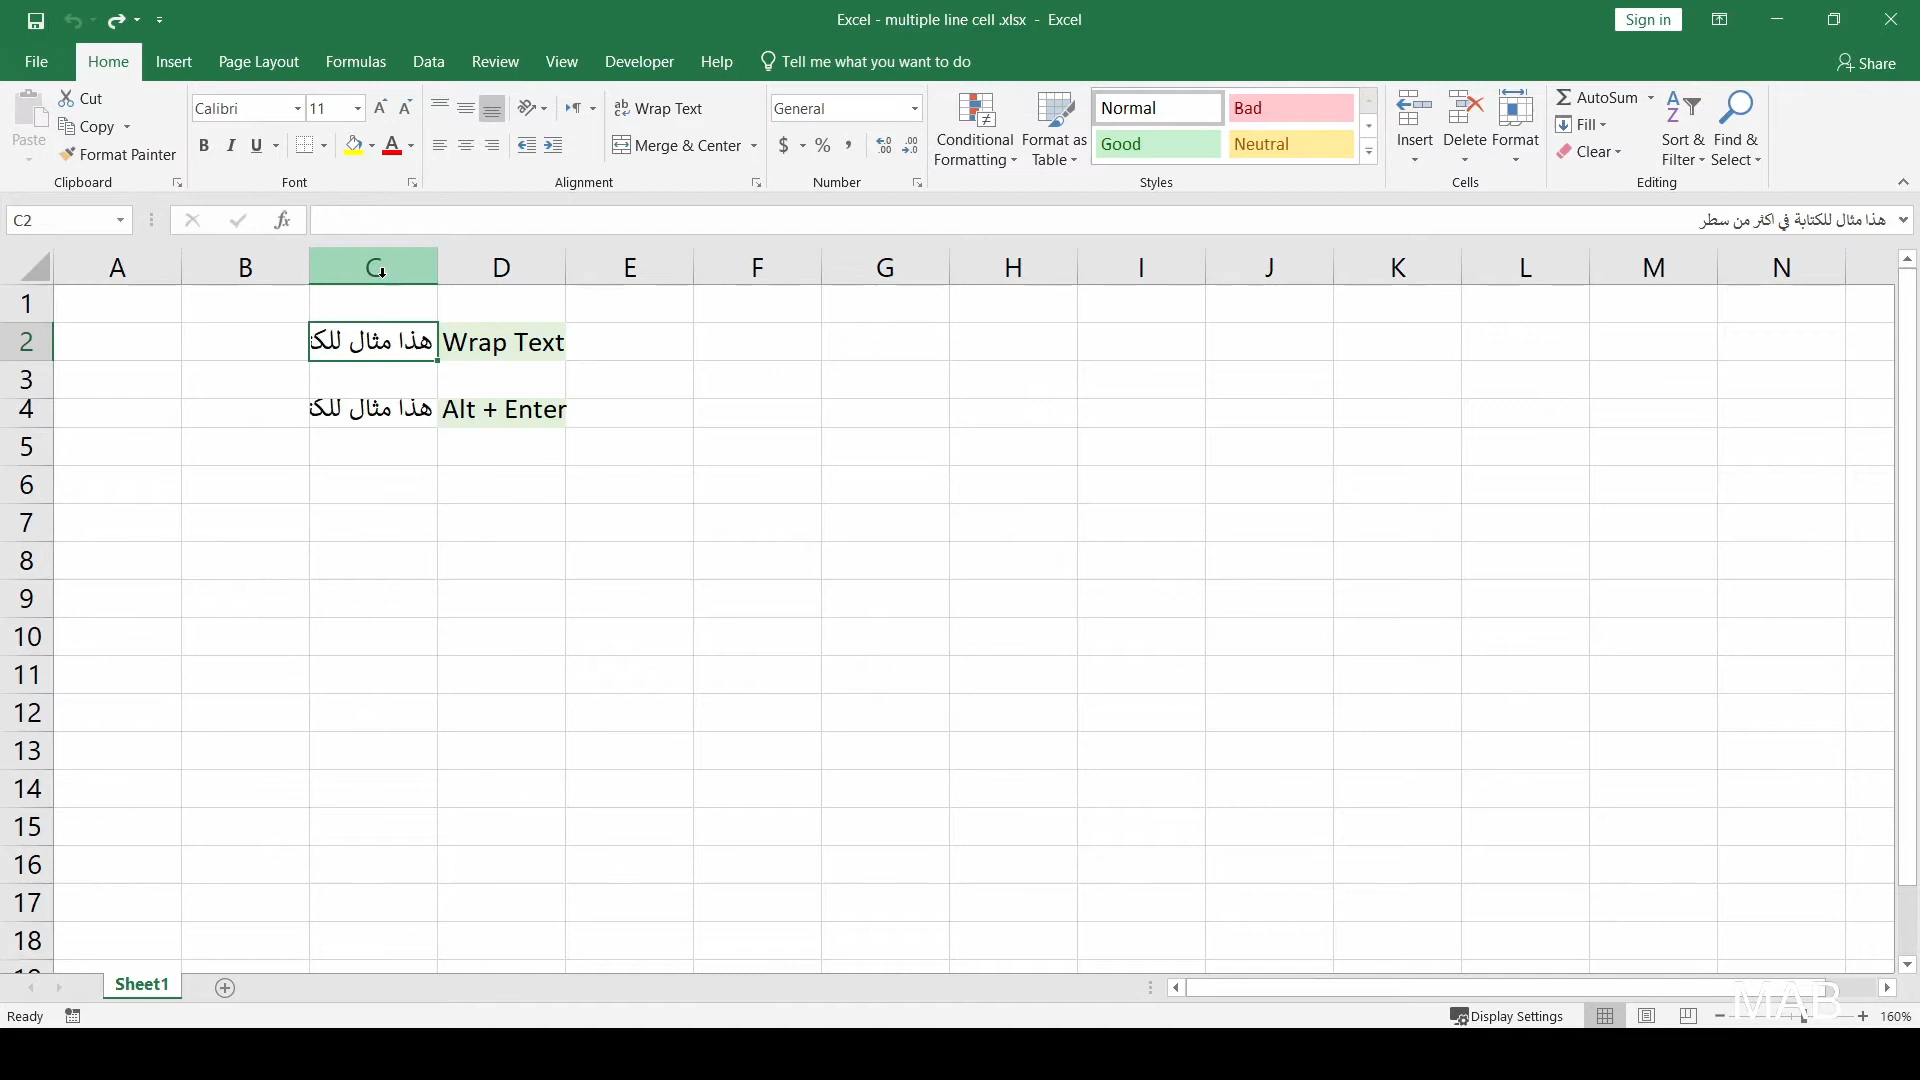 Excel - multiple line cell .xlsx - Excel
Sign in
File Home Insert Page Layout Formulas Data Review View Developer Help Tell me what you want to do Share
Paste
Cut
Copy
Format Painter
Clipboard
Calibri 11
B I U
Font
Wrap Text
Merge & Center
Alignment
General
$ % ,
Number
Conditional Formatting
Format as Table
Normal Bad
Good Neutral
Styles
Insert Delete Format
Cells
AutoSum
Fill
Clear
Sort & Filter
Find & Select
Editing
C2
fx
هذا مثال للكتابة في اكثر من سطر
A B C D E F G H I J K L M N
1
2 هذا مثال للكت Wrap Text
3
4 هذا مثال للكت Alt + Enter
5
6
7
8
9
10
11
12
13
14
15
16
17
18
Sheet1
Ready
Display Settings
160%
MAB